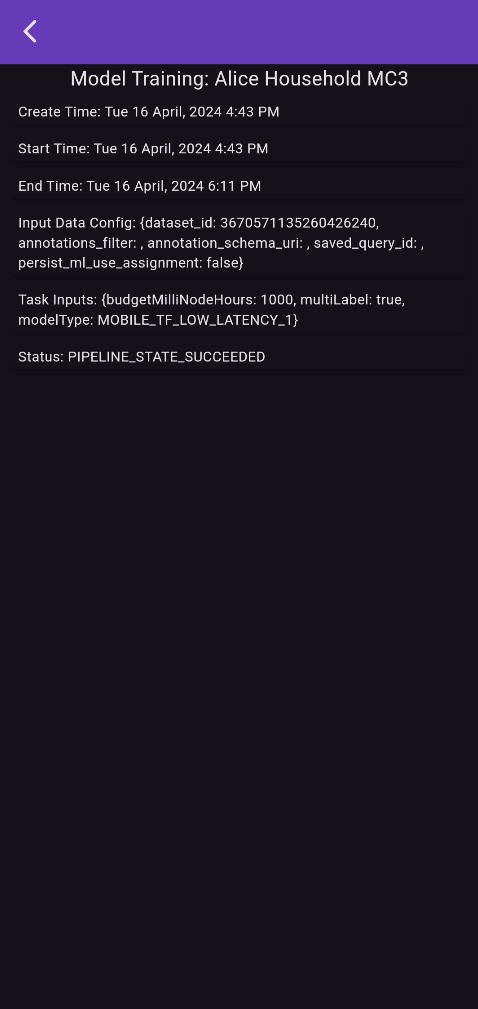 Model Training: Alice Household MC3
Create Time: Tue 16 April, 2024 4:43 PM
Start Time: Tue 16 April, 2024 4:43 PM
End Time: Tue 16 April, 2024 6:11 PM
Input Data Config: {dataset_id: 3670571135260426240,
annotations_filter: , annotation_schema_uri: , saved_query_id: ,
persist_ml_use_assignment: false}
Task Inputs: {budgetMilliNodeHours: 1000, multiLabel: true,
modelType: MOBILE_TF_LOW_LATENCY_1}
Status: PIPELINE_STATE_SUCCEEDED